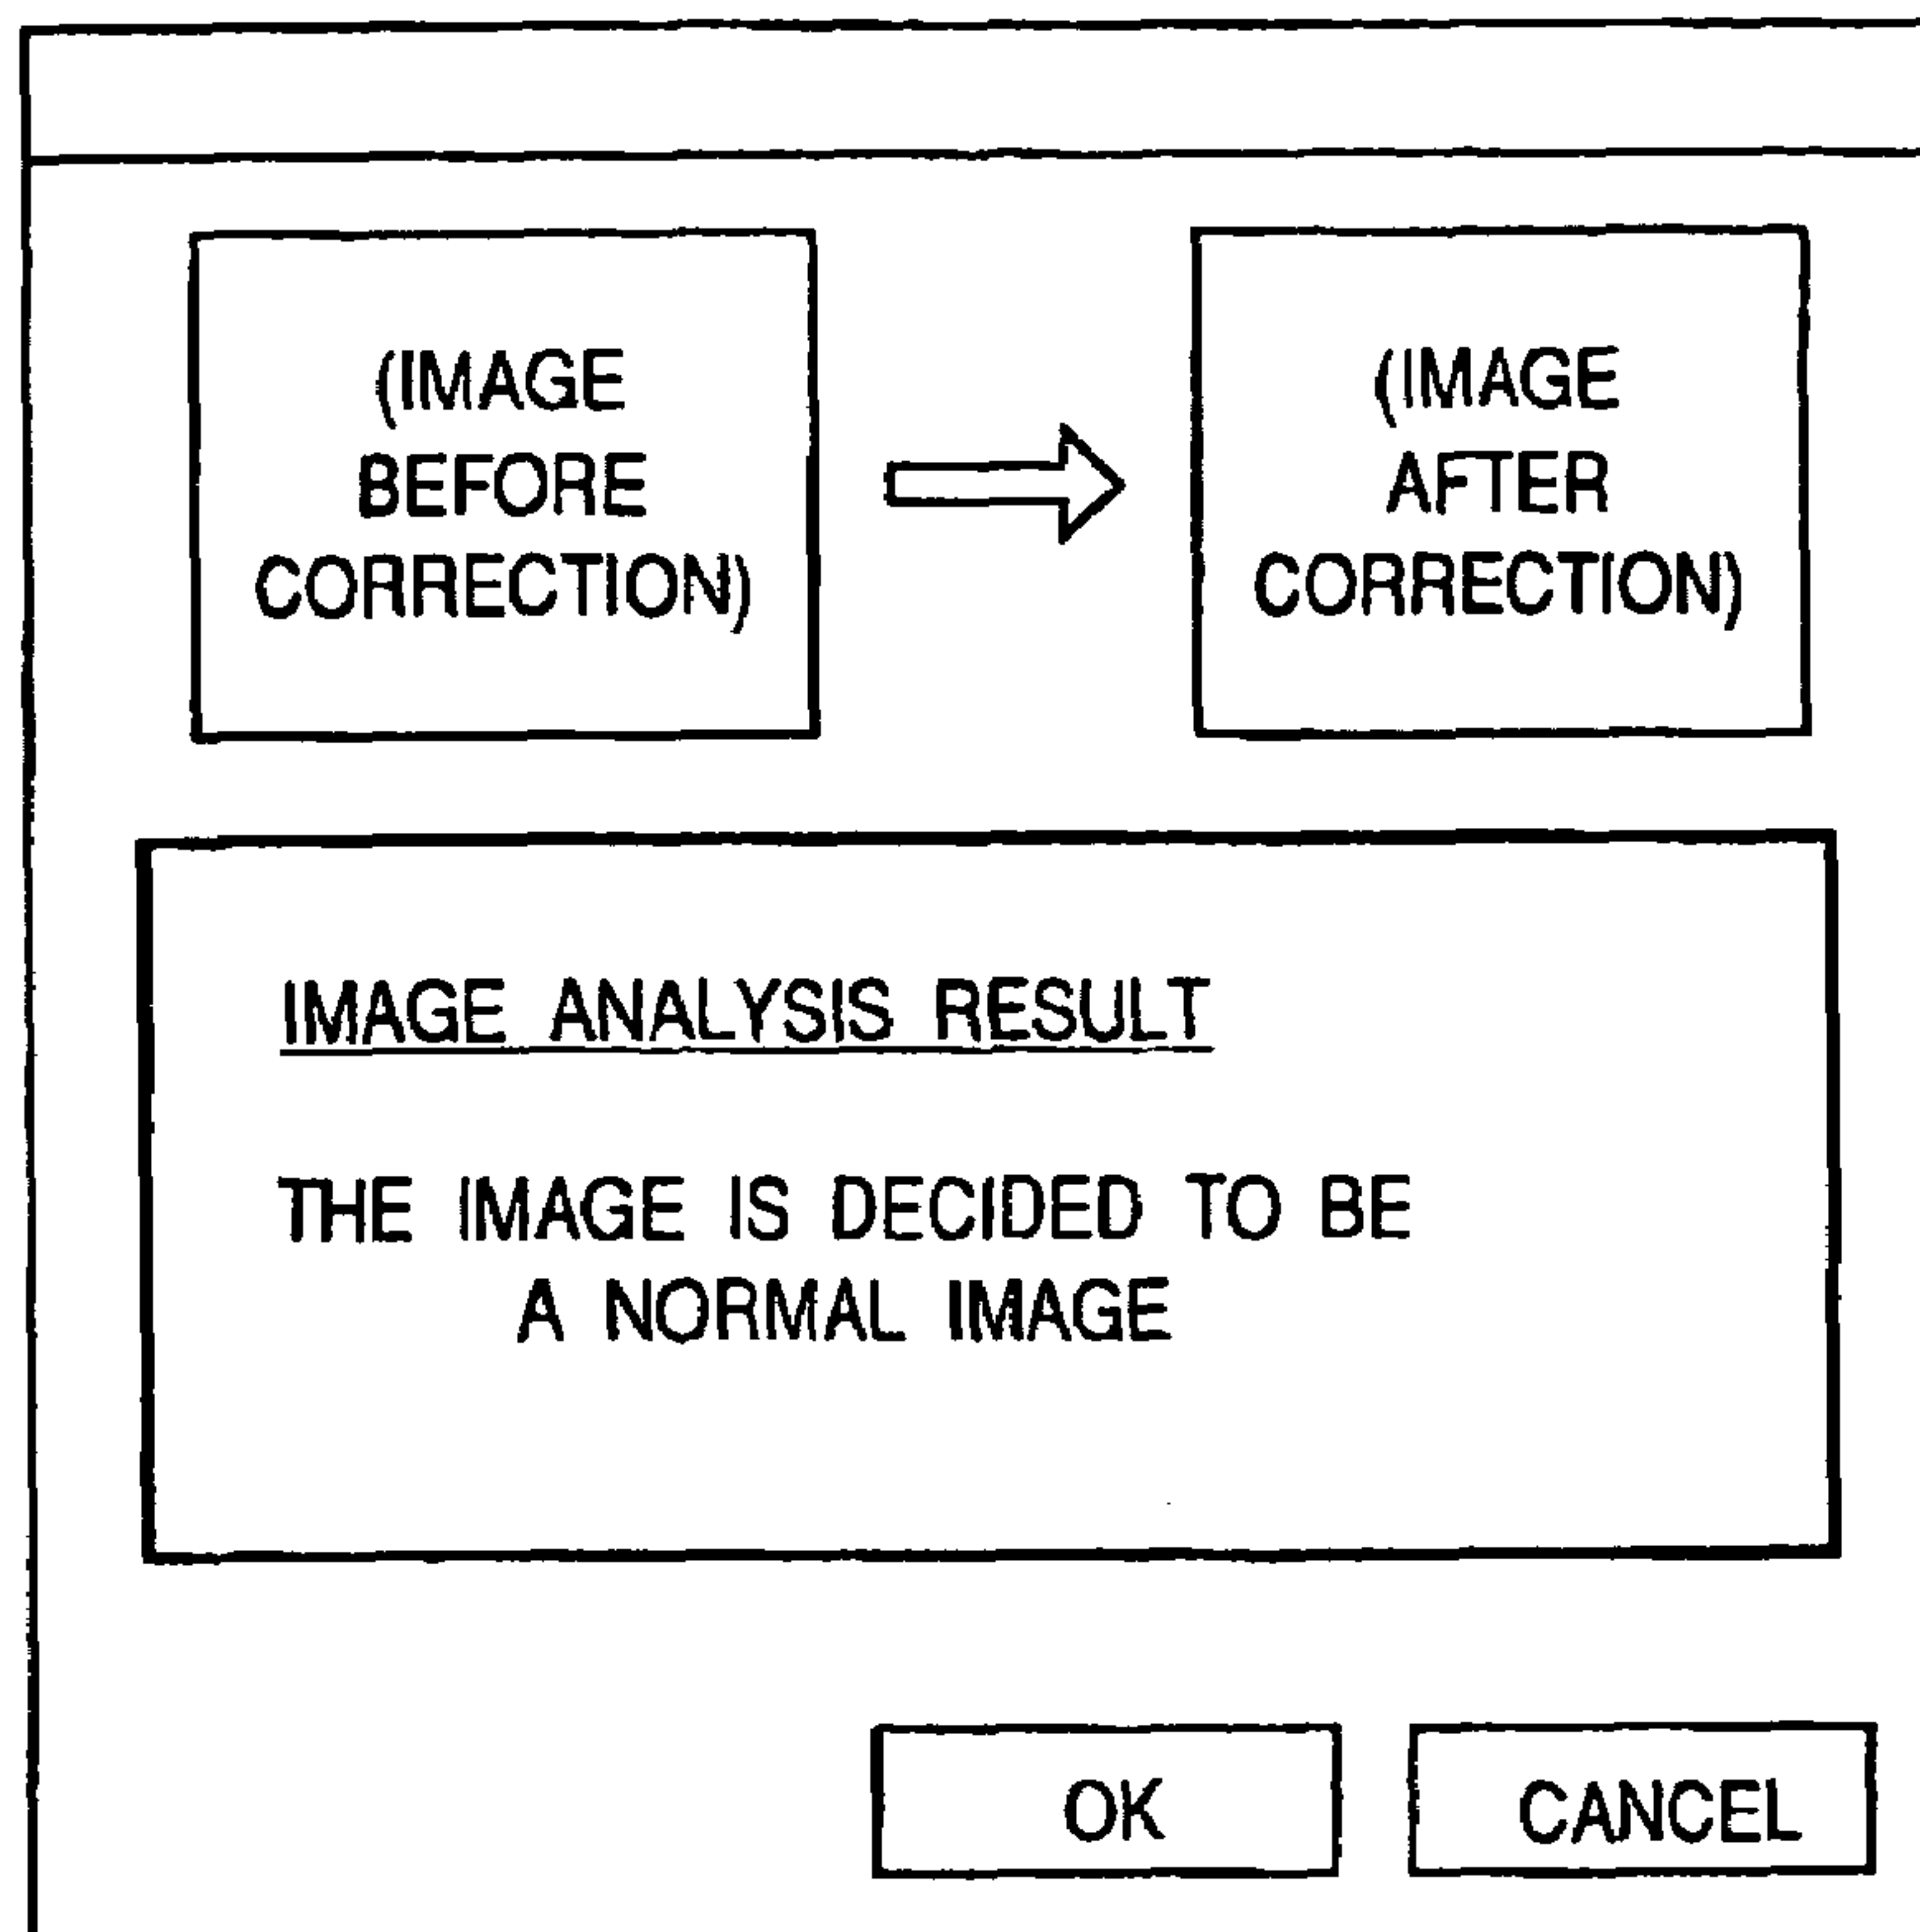 (IMAGE
BEFORE
CORRECTION)
(IMAGE
AFTER
CORRECTION)
IMAGE ANALYSIS RESULT
THE IMAGE IS DECIDED TO BE
A NORMAL IMAGE
OK
CANCEL